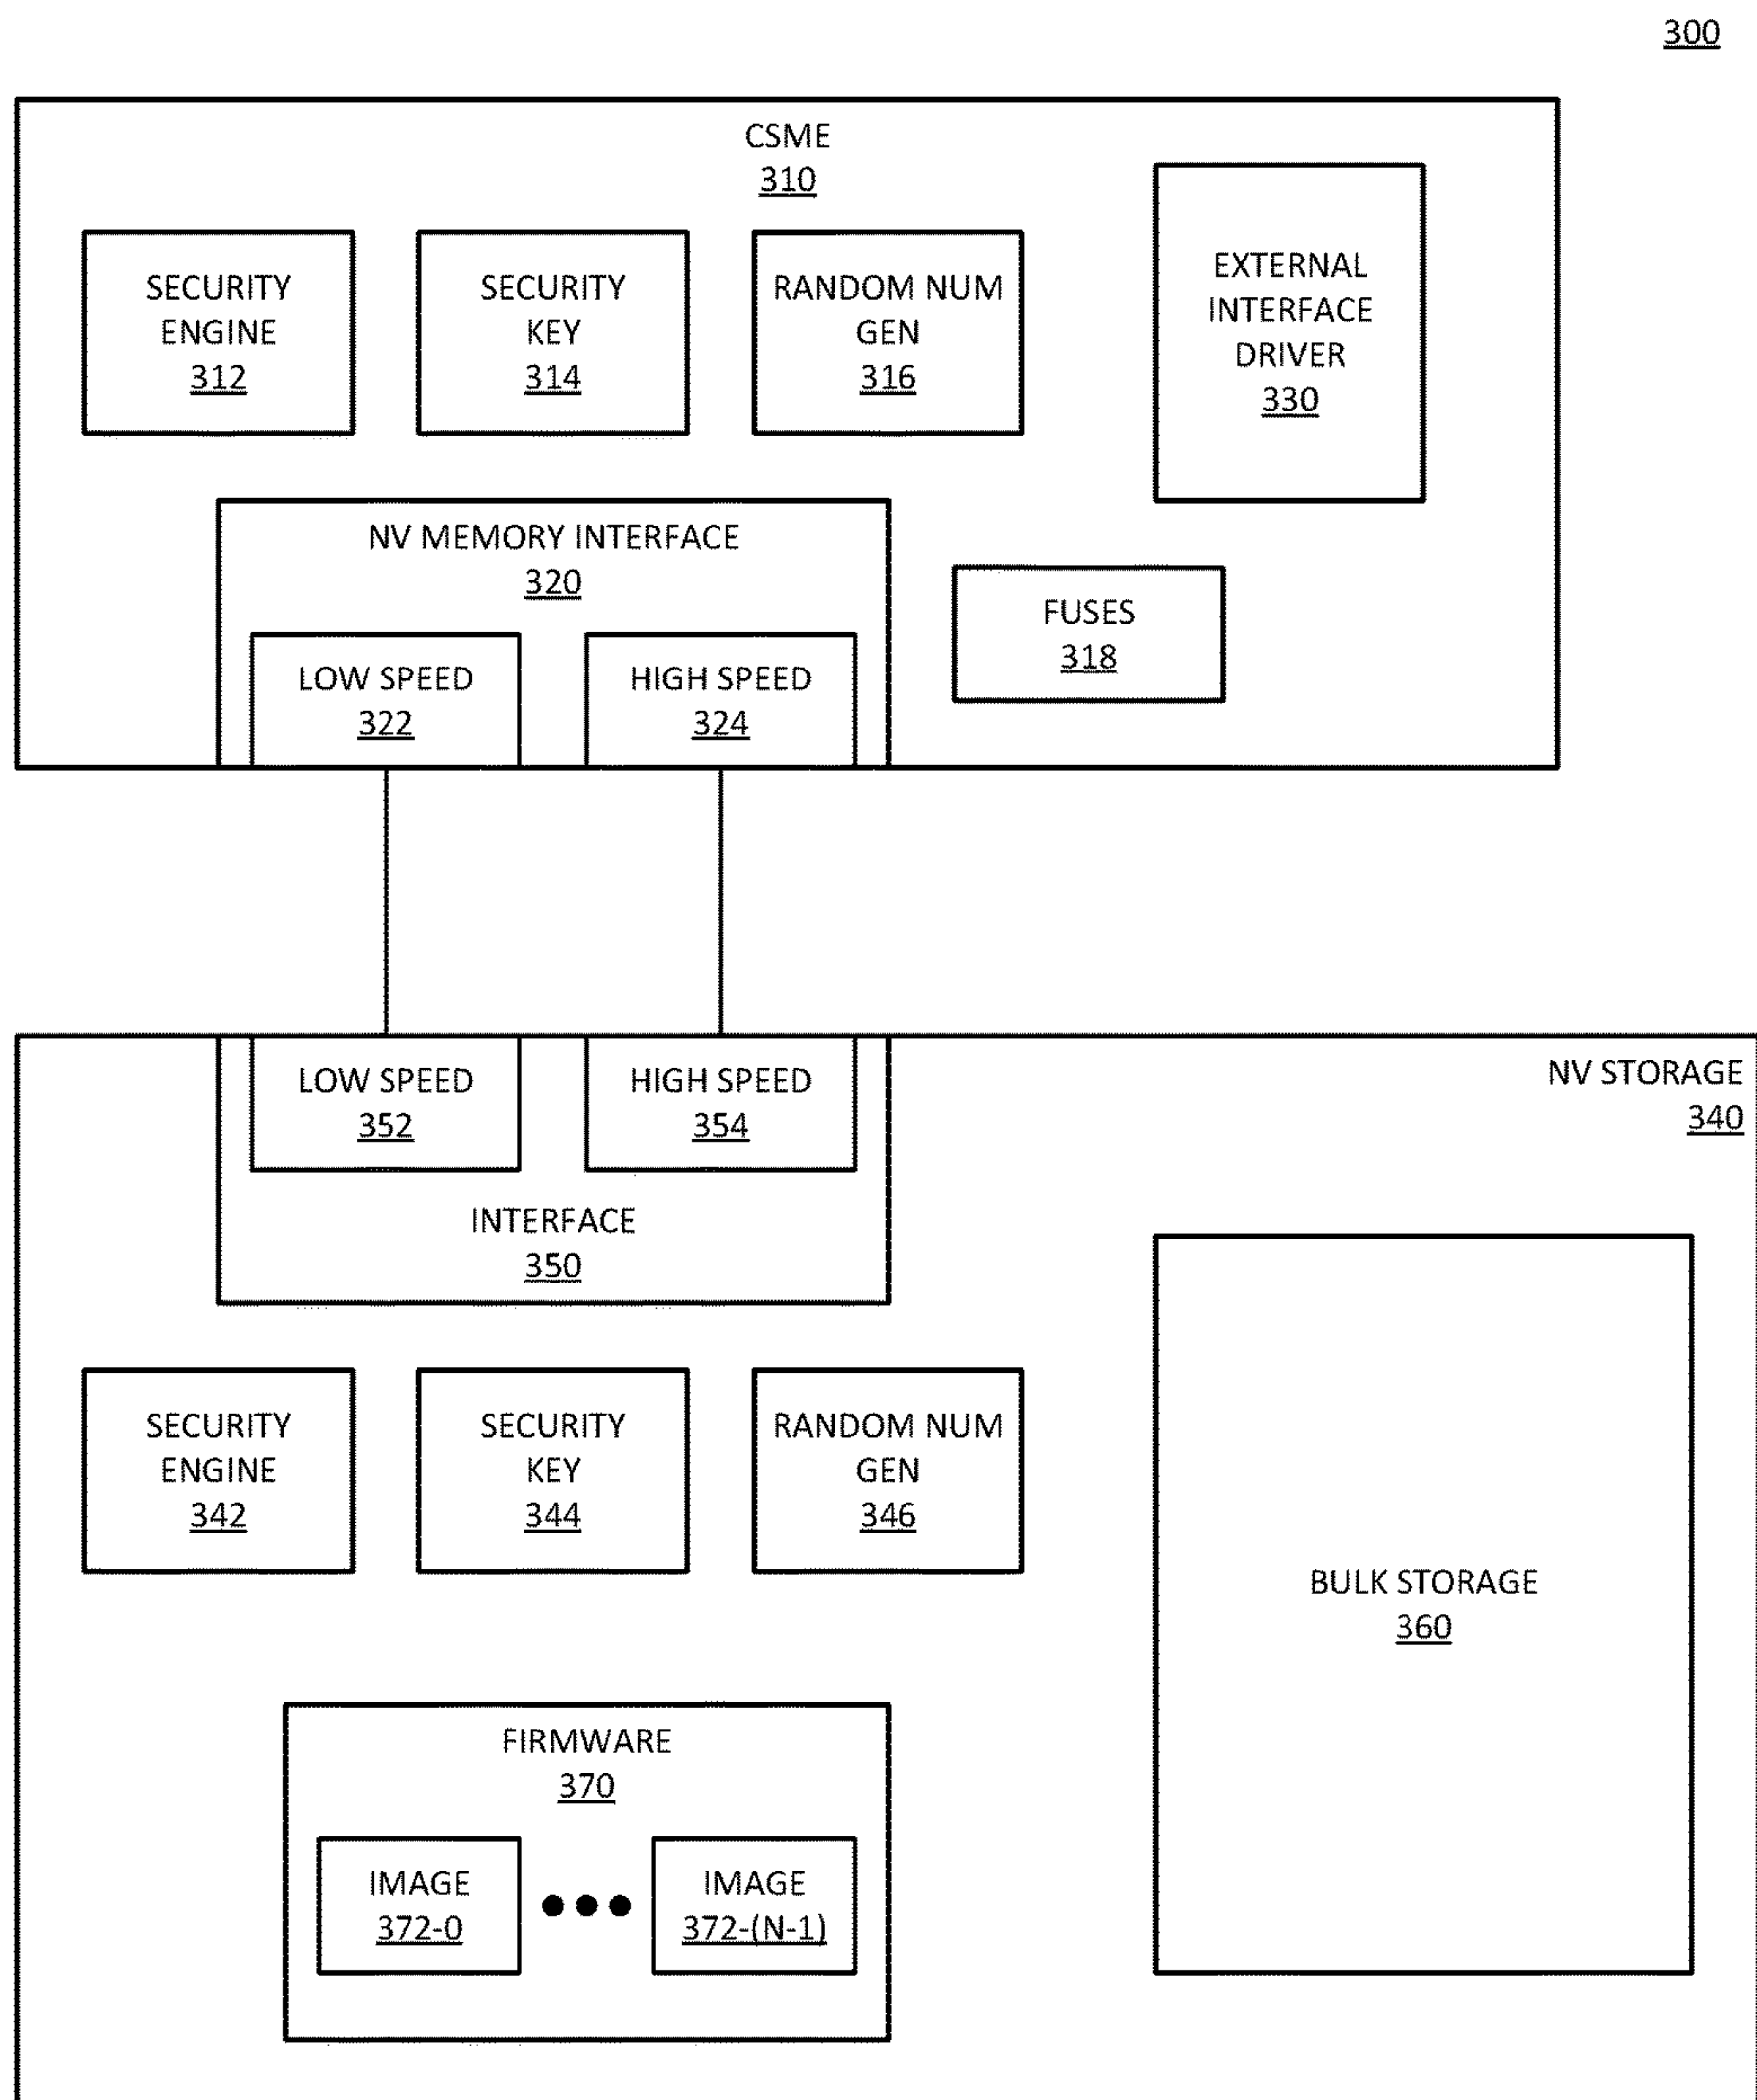 300
CSME
310
SECURITY
ENGINE
312
SECURITY
KEY
314
RANDOM NUM
GEN
316
EXTERNAL
INTERFACE
DRIVER
330
NV MEMORY INTERFACE
320
LOW SPEED
322
HIGH SPEED
324
FUSES
318
LOW SPEED
352
HIGH SPEED
354
INTERFACE
350
NV STORAGE
340
SECURITY
ENGINE
342
SECURITY
KEY
344
RANDOM NUM
GEN
346
BULK STORAGE
360
FIRMWARE
370
IMAGE
372-0
IMAGE
372-(N-1)